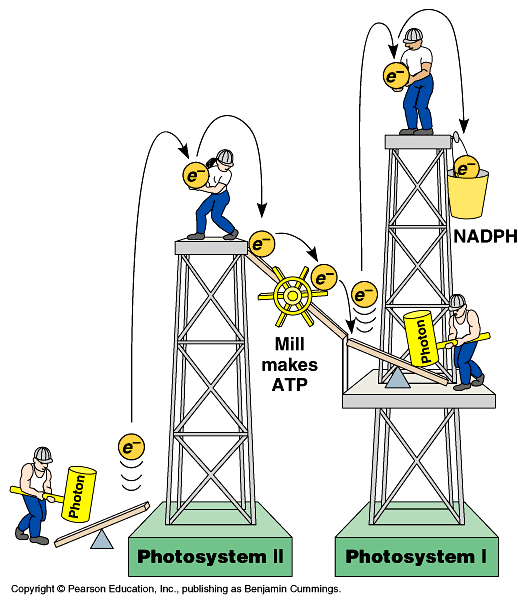 e–
e–
e–
e–
NADPH
e–
e–
Photon
Mill
makes
ATP
e–
Photon
Photosystem II
Photosystem I
Copyright © Pearson Education, Inc., publishing as Benjamin Cummings.